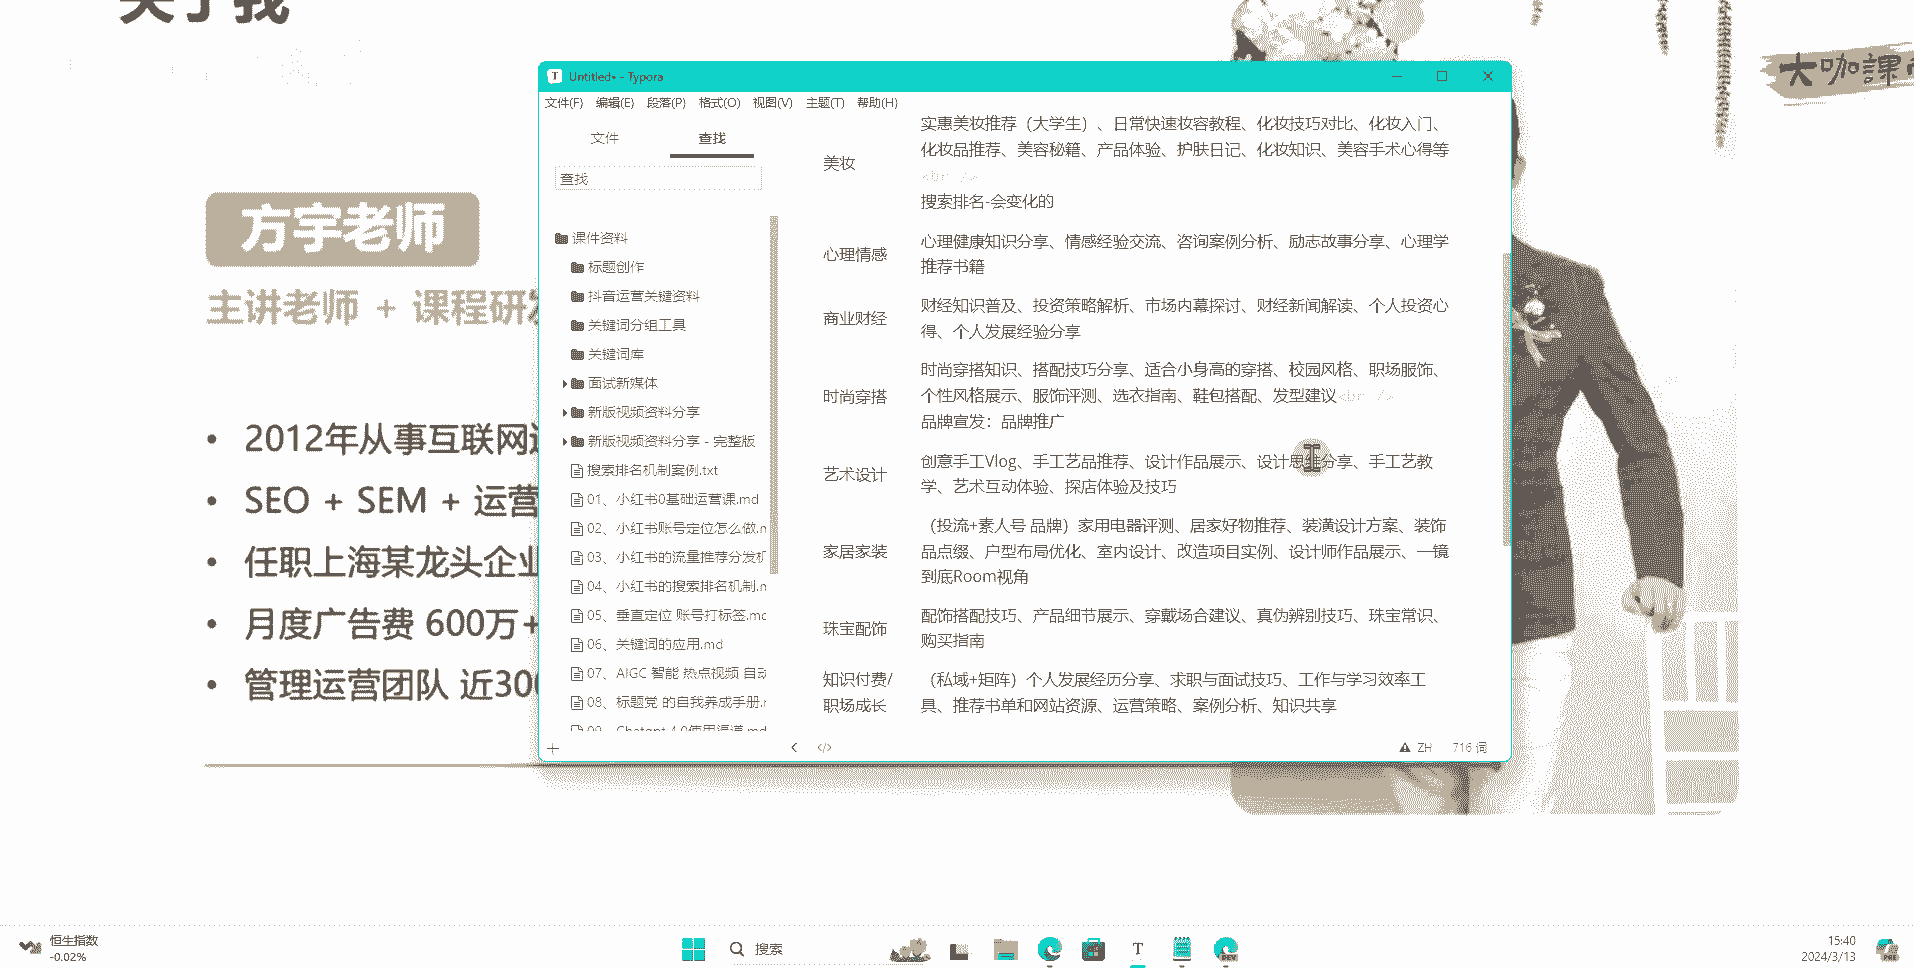 关于我
大咖課
方宇老师
主讲老师 + 课程研
2012年从事互联网
SEO + SEM + 运营
任职上海某龙头企业
月度广告费 600万+
管理运营团队 近30
Untitled• - Typora
文件(F) 编辑(E) 段落(P) 格式(O) 视图(V) 主题(T) 帮助(H)
文件 查找
查找
课件资料
标题创作
抖音运营关键资料
关键词分组工具
关键词库
面试新媒体
新版视频资料分享
新版视频资料分享 - 完整版
搜索排名机制案例.txt
01、小红书0基础运营课.md
02、小红书账号定位怎么做.m
03、小红书的流量推荐分发机
04、小红书的搜索排名机制.m
05、垂直定位 账号打标签.md
06、关键词的应用.md
07、AIGC 智能 热点视频 自动
08、标题党 的自我养成手册.r
09、Chatgpt 4.0使用渠道.md
美妆
实惠美妆推荐（大学生）、日常快速妆容教程、化妆技巧对比、化妆入门、
化妆品推荐、美容秘籍、产品体验、护肤日记、化妆知识、美容手术心得等
<br />
搜索排名-会变化的
心理情感
心理健康知识分享、情感经验交流、咨询案例分析、励志故事分享、心理学
推荐书籍
商业财经
财经知识普及、投资策略解析、市场内幕探讨、财经新闻解读、个人投资心
得、个人发展经验分享
时尚穿搭
时尚穿搭知识、搭配技巧分享、适合小身高的穿搭、校园风格、职场服饰、
个性风格展示、服饰评测、选衣指南、鞋包搭配、发型建议<br />
品牌宣发：品牌推广
艺术设计
创意手工Vlog、手工艺品推荐、设计作品展示、设计思维分享、手工艺教
学、艺术互动体验、探店体验及技巧
家居家装
（投流+素人号 品牌）家用电器评测、居家好物推荐、装潢设计方案、装饰
品点缀、户型布局优化、室内设计、改造项目实例、设计师作品展示、一镜
到底Room视角
珠宝配饰
配饰搭配技巧、产品细节展示、穿戴场合建议、真伪辨别技巧、珠宝常识、
购买指南
知识付费/
职场成长
（私域+矩阵）个人发展经历分享、求职与面试技巧、工作与学习效率工
具、推荐书单和网站资源、运营策略、案例分析、知识共享
ZH 716 词
恒生指数
-0.02%
搜索
DEV
15:40
2024/3/13
PRE